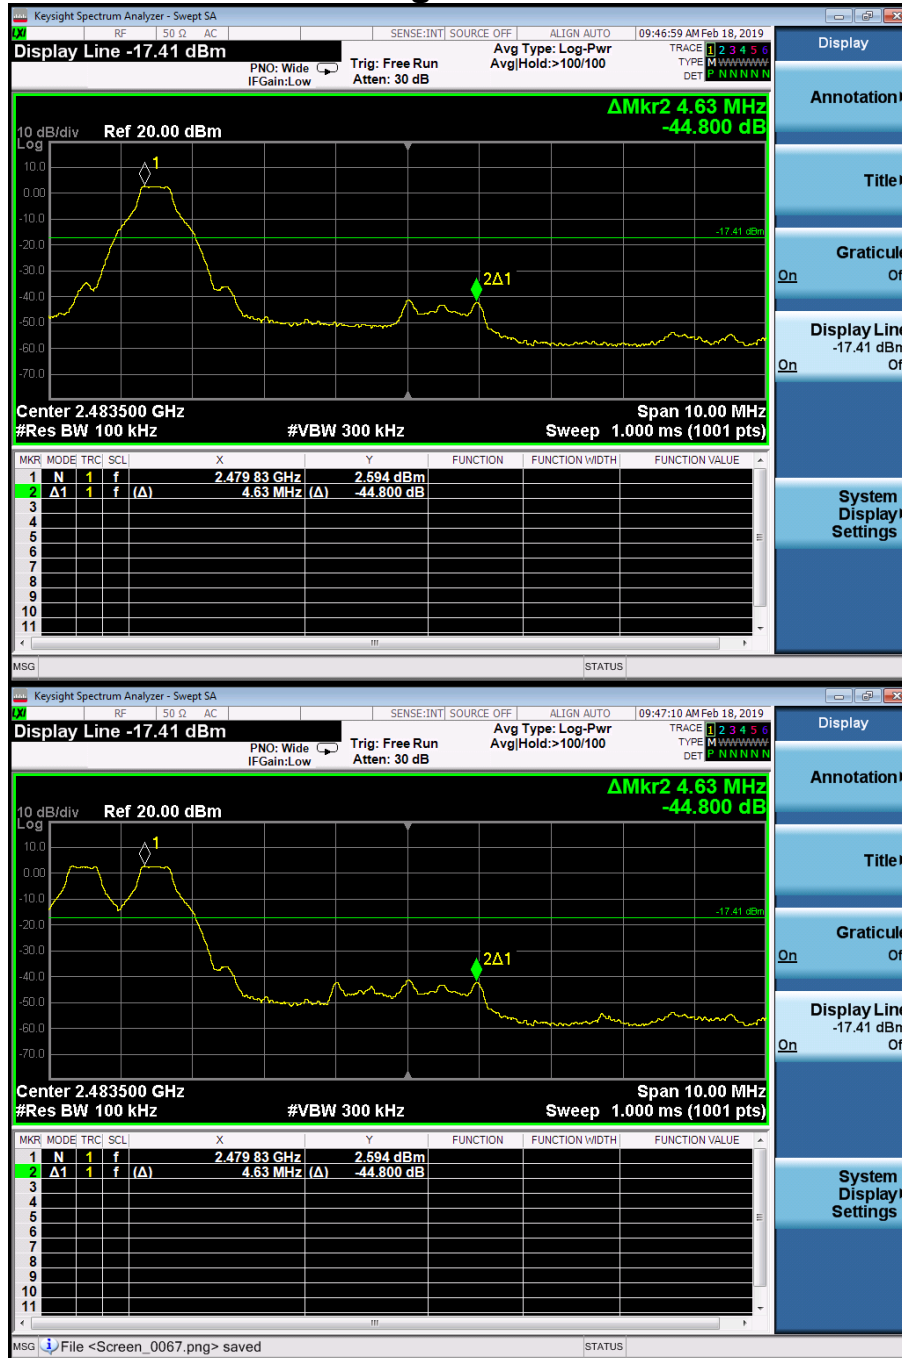 Keysight Spectrum Analyzer - Swept SA
LXI RF 50 Ω AC SENSE:INT SOURCE OFF ALIGN AUTO 09:46:59 AM Feb 18, 2019
Display Line -17.41 dBm
PNO: Wide
IFGain:Low
Trig: Free Run
Atten: 30 dB
Avg Type: Log-Pwr
Avg|Hold:>100/100
TRACE 1 2 3 4 5 6
TYPE M WWWWW
DET P N N N N N
ΔMkr2 4.63 MHz
-44.800 dB
10 dB/div Ref 20.00 dBm
Log
10.0
0.00
-10.0
-20.0
-30.0
-40.0
-50.0
-60.0
-70.0
1
-17.41 dBm
2Δ1
Center 2.483500 GHz Span 10.00 MHz
#Res BW 100 kHz #VBW 300 kHz Sweep 1.000 ms (1001 pts)
MKR MODE TRC SCL X Y FUNCTION FUNCTION WIDTH FUNCTION VALUE
1 N 1 f 2.479 83 GHz 2.594 dBm
2 Δ1 1 f (Δ) 4.63 MHz (Δ) -44.800 dB
3
4
5
6
7
8
9
10
11
MSG STATUS
Display
Annotation
Title
Graticule
On Of
Display Line
-17.41 dBm
On Of
System
Display
Settings
Keysight Spectrum Analyzer - Swept SA
LXI RF 50 Ω AC SENSE:INT SOURCE OFF ALIGN AUTO 09:47:10 AM Feb 18, 2019
Display Line -17.41 dBm
PNO: Wide
IFGain:Low
Trig: Free Run
Atten: 30 dB
Avg Type: Log-Pwr
Avg|Hold:>100/100
TRACE 1 2 3 4 5 6
TYPE M WWWWW
DET P N N N N N
ΔMkr2 4.63 MHz
-44.800 dB
10 dB/div Ref 20.00 dBm
Log
10.0
0.00
-10.0
-20.0
-30.0
-40.0
-50.0
-60.0
-70.0
1
-17.41 dBm
2Δ1
Center 2.483500 GHz Span 10.00 MHz
#Res BW 100 kHz #VBW 300 kHz Sweep 1.000 ms (1001 pts)
MKR MODE TRC SCL X Y FUNCTION FUNCTION WIDTH FUNCTION VALUE
1 N 1 f 2.479 83 GHz 2.594 dBm
2 Δ1 1 f (Δ) 4.63 MHz (Δ) -44.800 dB
3
4
5
6
7
8
9
10
11
MSG File <Screen_0067.png> saved STATUS
Display
Annotation
Title
Graticule
On Of
Display Line
-17.41 dBm
On Of
System
Display
Settings